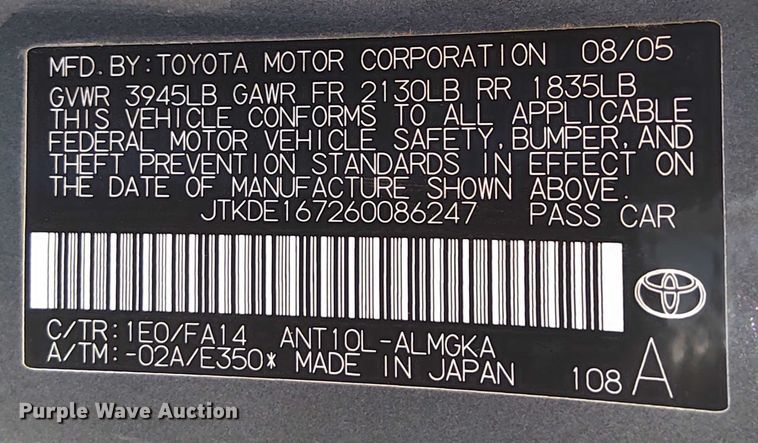 MFD. BY: TOYOTA MOTOR CORPORATION 08/05
GVWR 3945LB GAWR FR 2130LB RR 1835LB
THIS VEHICLE CONFORMS TO ALL APPLICABLE
FEDERAL MOTOR VEHICLE SAFETY, BUMPER, AND
THEFT PREVENTION STANDARDS IN EFFECT ON
THE DATE OF MANUFACTURE SHOWN ABOVE.
JTKDE167260086247 PASS CAR
C/TR: 1E0/FA14 ANT10L-ALMGKA
A/TM: -02A/E350* MADE IN JAPAN 108 A
Purple Wave Auction